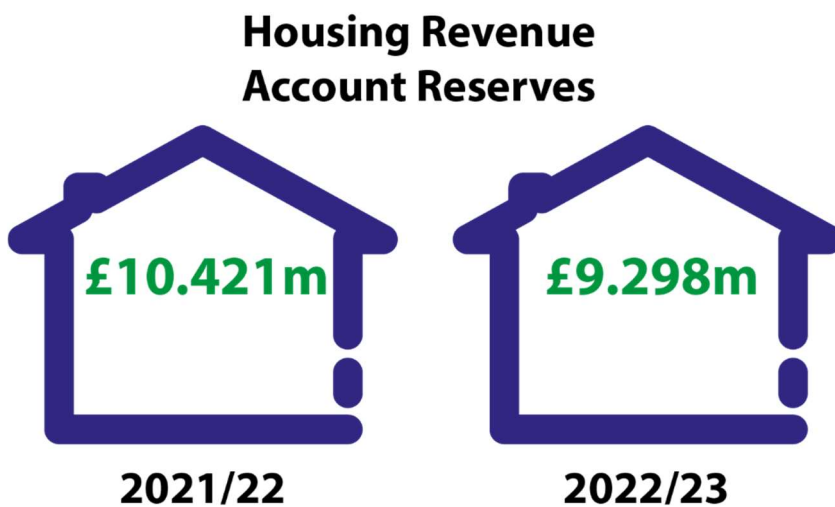 Housing Revenue
Account Reserves
£10.421m
£9.298m
2021/22
2022/23